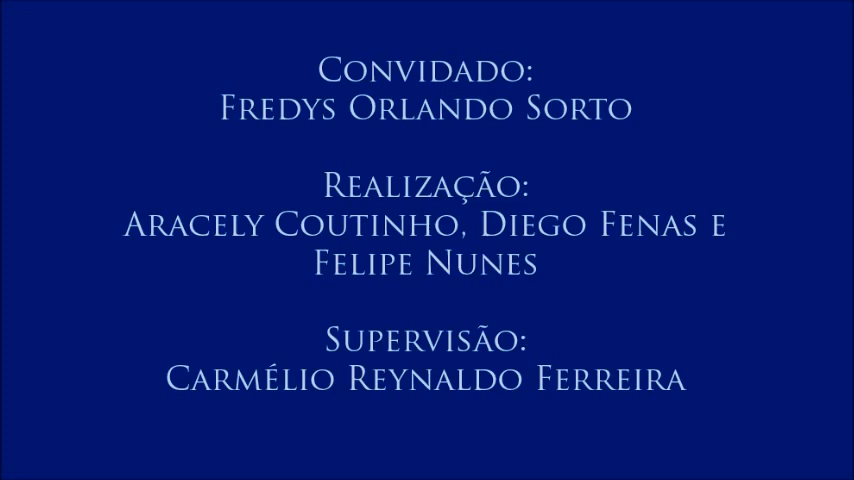 Convidado:
Fredys Orlando Sorto
Realização:
Aracely Coutinho, Diego Fenas e
Felipe Nunes
Supervisão:
Carmélio Reynaldo Ferreira